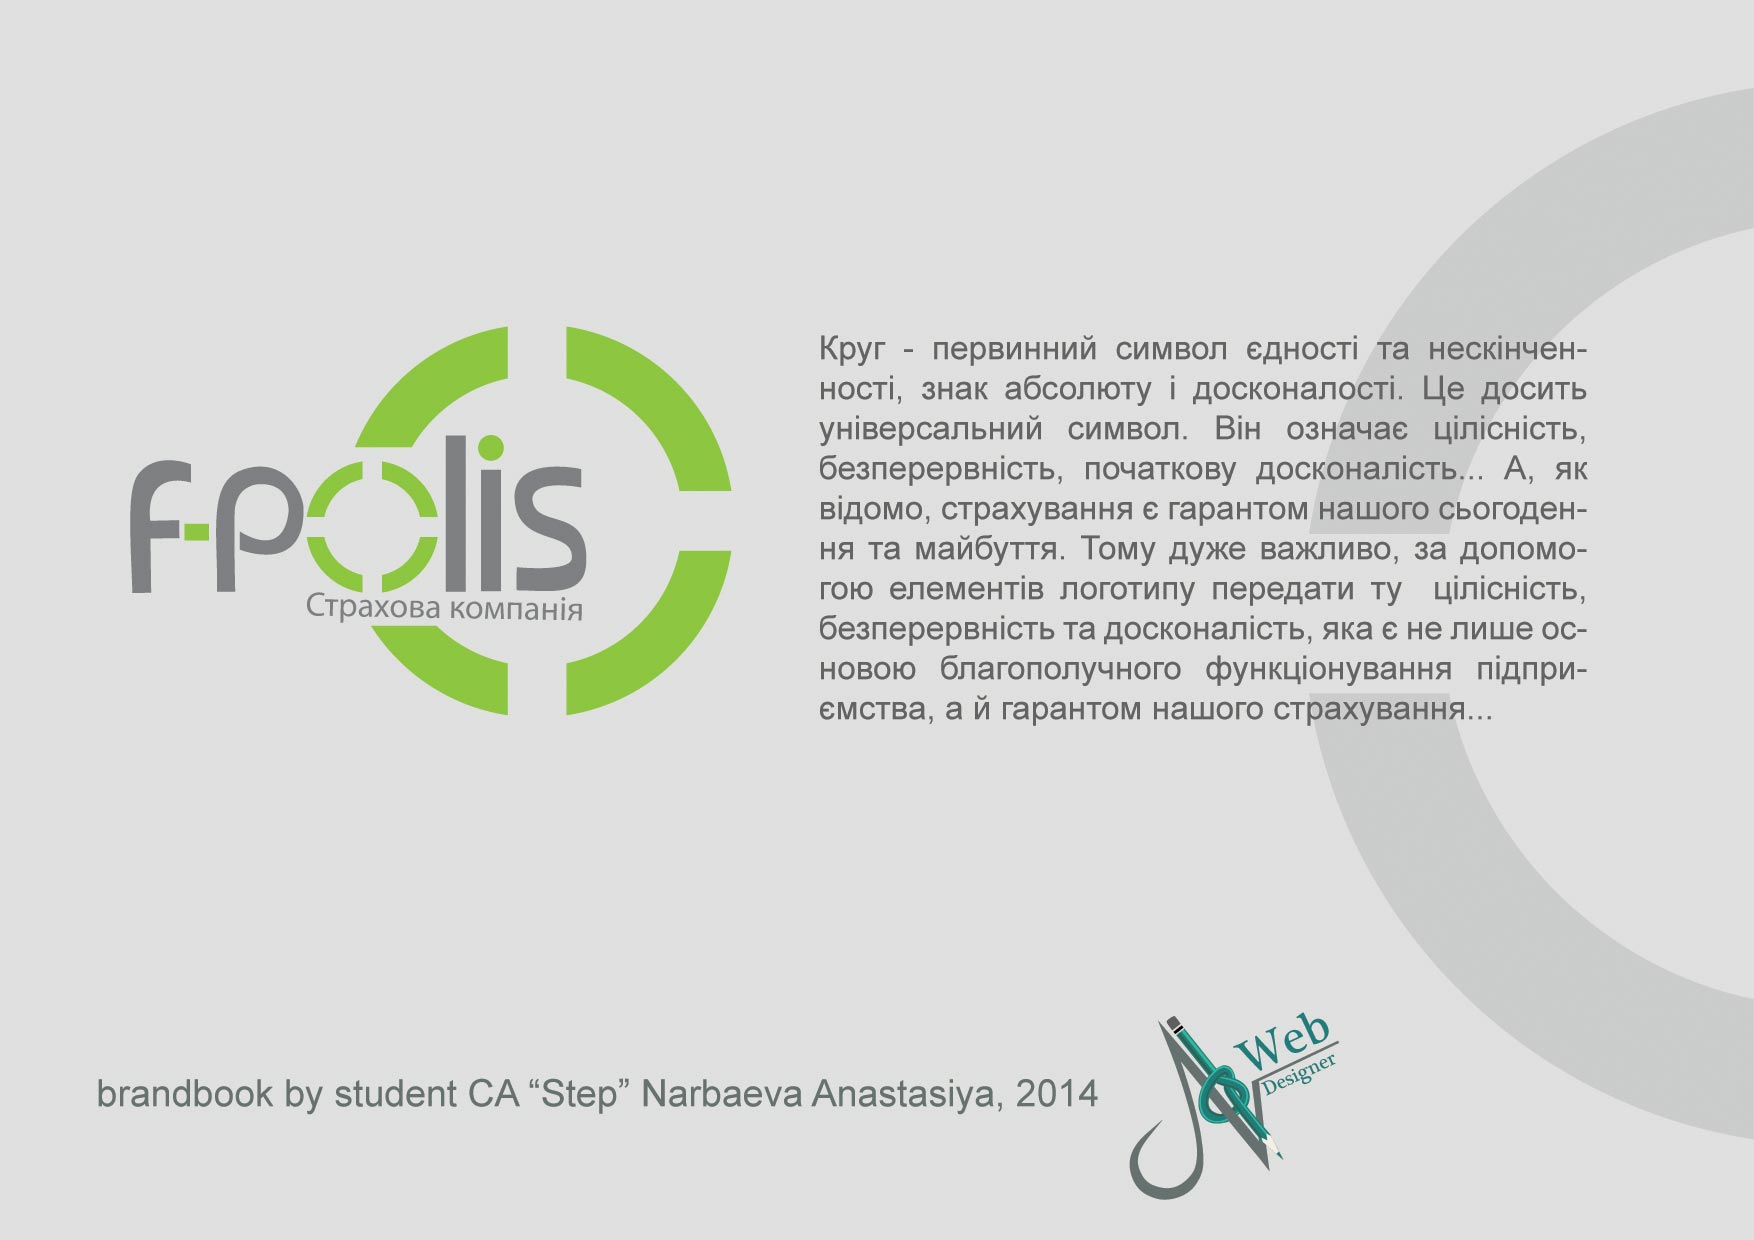 F-polis
Страхова компанія
Круг - первинний символ єдності та нескінчен-
ності, знак абсолюту і досконалості. Це досить
універсальний символ. Він означає цілісність,
безперервність, початкову досконалість... А, як
відомо, страхування є гарантом нашого сьогоден-
ня та майбуття. Тому дуже важливо, за допомо-
гою елементів логотипу передати ту цілісність,
безперервність та досконалість, яка є не лише ос-
новою благополучного функціонування підпри-
ємства, а й гарантом нашого страхування...
brandbook by student CA “Step” Narbaeva Anastasiya, 2014
Web
Designer